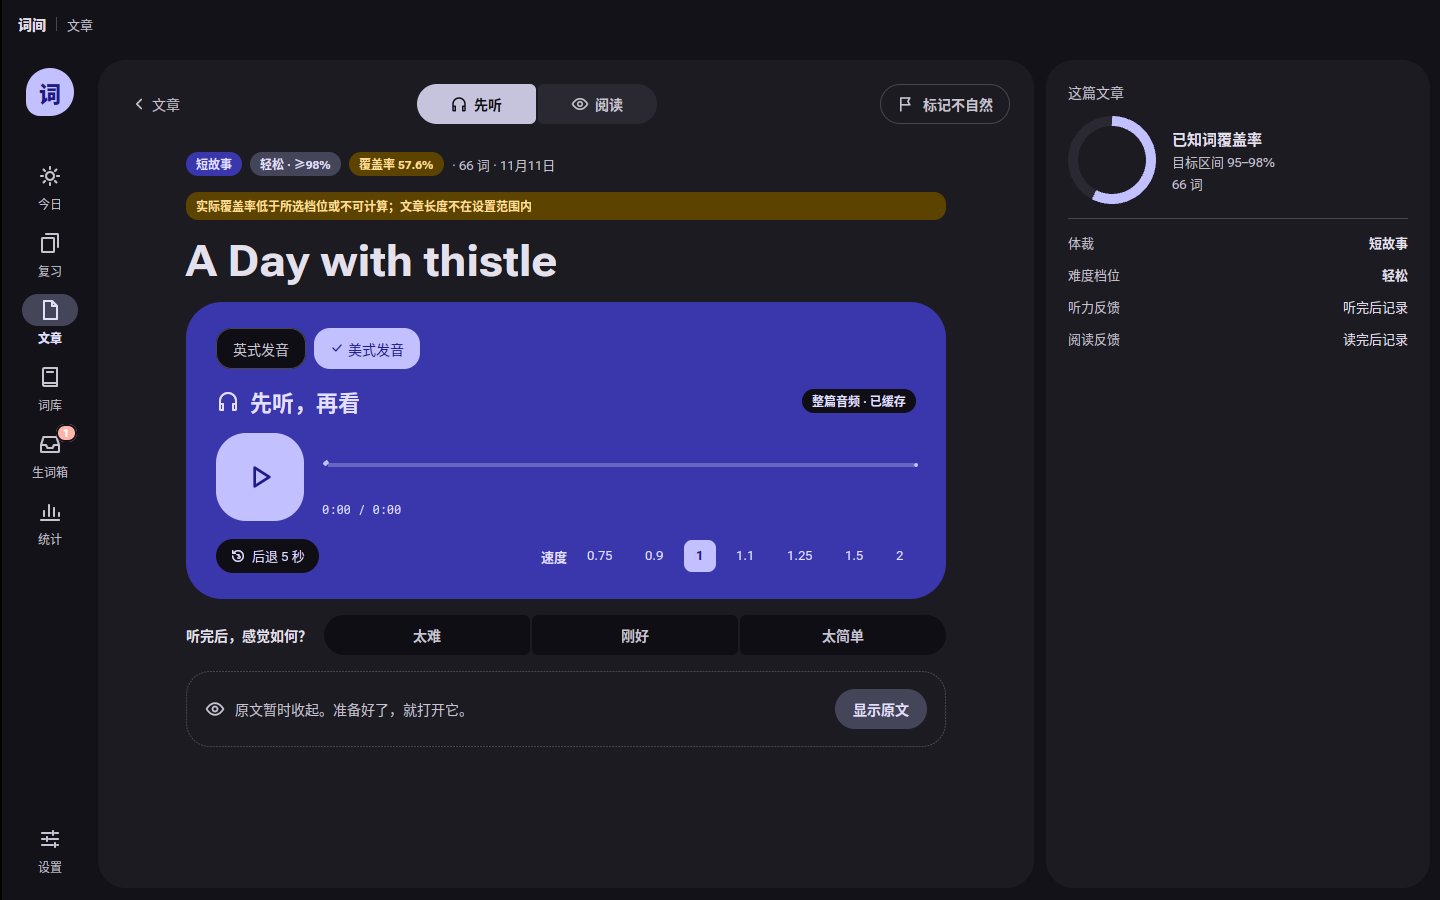 词间 文章
词
今日
复习
文章
词库
1
生词箱
统计
设置
文章
先听
阅读
标记不自然
短故事
轻松 · ≥98%
覆盖率 57.6%
· 66 词 · 11月11日
实际覆盖率低于所选档位或不可计算；文章长度不在设置范围内
A Day with thistle
英式发音
美式发音
先听，再看
整篇音频 · 已缓存
0:00 / 0:00
后退 5 秒
速度 0.75 0.9 1 1.1 1.25 1.5 2
听完后，感觉如何？
太难
刚好
太简单
原文暂时收起。准备好了，就打开它。
显示原文
这篇文章
已知词覆盖率
目标区间 95–98%
66 词
体裁 短故事
难度档位 轻松
听力反馈 听完后记录
阅读反馈 读完后记录